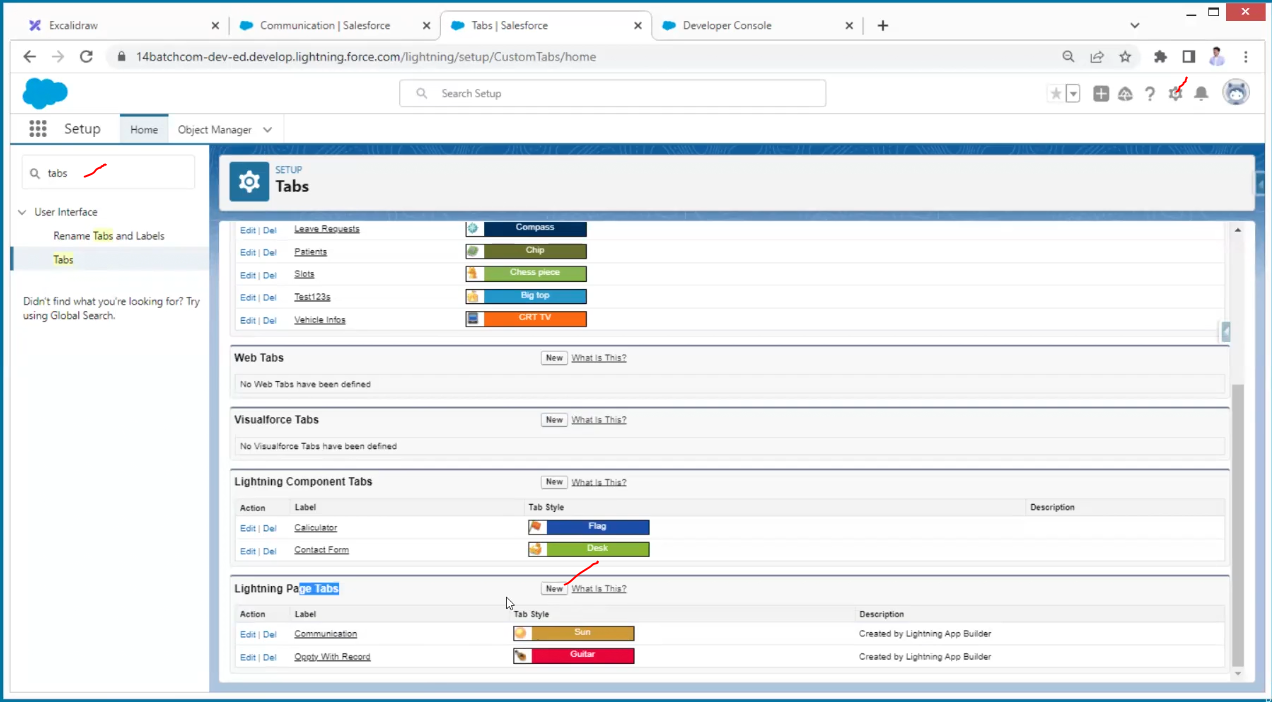 Excalidraw
Communication | Salesforce
Tabs | Salesforce
Developer Console
14batchcom-dev-ed.develop.lightning.force.com/lightning/setup/CustomTabs/home
Search Setup
Setup Home Object Manager
tabs
User Interface
Rename Tabs and Labels
Tabs
Didn't find what you're looking for? Try
using Global Search.
SETUP
Tabs
Edit | Del Leave Requests Compass
Edit | Del Patients Chip
Edit | Del Slots Chess piece
Edit | Del Test123s Big top
Edit | Del Vehicle Infos CRT TV
Web Tabs New What Is This?
No Web Tabs have been defined
Visualforce Tabs New What Is This?
No Visualforce Tabs have been defined
Lightning Component Tabs New What Is This?
Action Label Tab Style Description
Edit | Del Caliculator Flag
Edit | Del Contact Form Desk
Lightning Page Tabs New What Is This?
Action Label Tab Style Description
Edit | Del Communication Sun Created by Lightning App Builder
Edit | Del Oppty With Record Guitar Created by Lightning App Builder